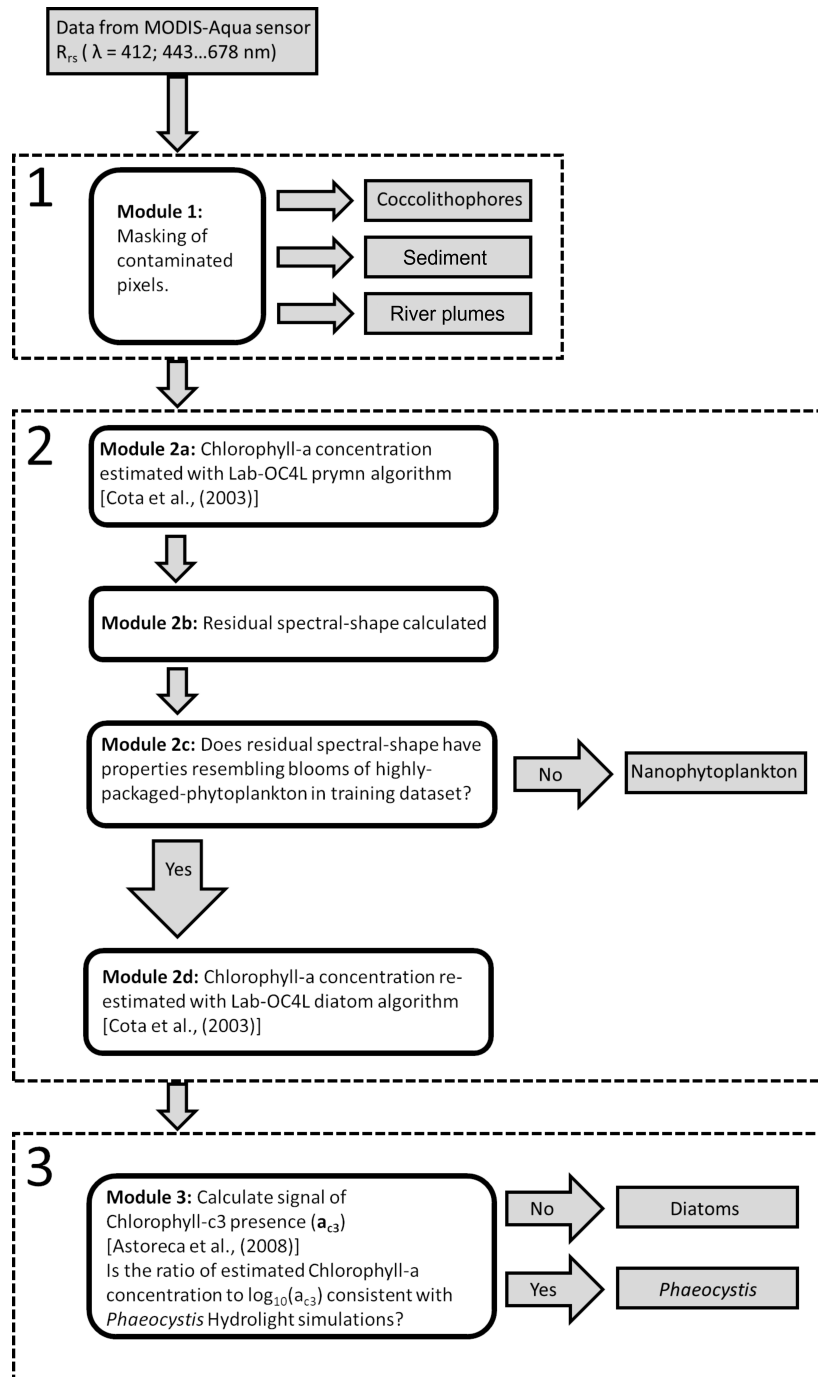 Data from MODIS-Aqua sensor
Rrs ( λ = 412; 443...678 nm)
1
Module 1:
Masking of
contaminated
pixels.
Coccolithophores
Sediment
River plumes
2
Module 2a: Chlorophyll-a concentration
estimated with Lab-OC4L prymn algorithm
[Cota et al., (2003)]
Module 2b: Residual spectral-shape calculated
Module 2c: Does residual spectral-shape have
properties resembling blooms of highly-
packaged-phytoplankton in training dataset?
No
Nanophytoplankton
Yes
Module 2d: Chlorophyll-a concentration re-
estimated with Lab-OC4L diatom algorithm
[Cota et al., (2003)]
3
Module 3: Calculate signal of
Chlorophyll-c3 presence (ac3)
[Astoreca et al., (2008)]
Is the ratio of estimated Chlorophyll-a
concentration to log10(ac3) consistent with
Phaeocystis Hydrolight simulations?
No
Diatoms
Yes
Phaeocystis